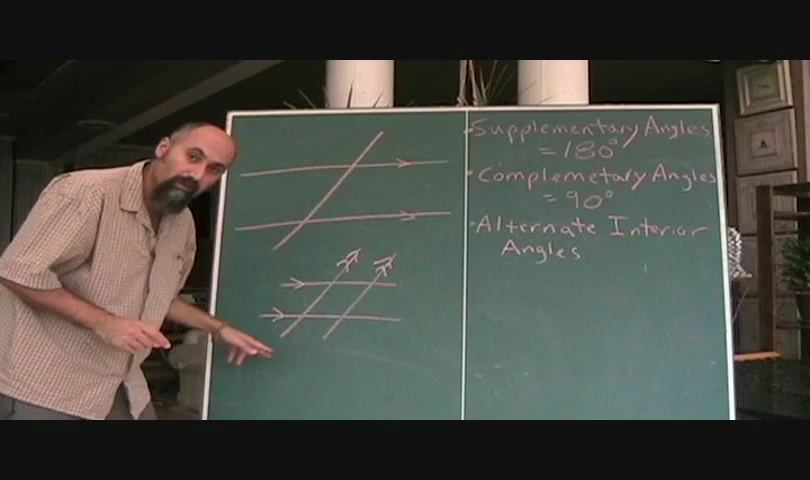 Supplementary Angles
= 180°
Complemetary Angles
= 90°
Alternate Interior
Angles